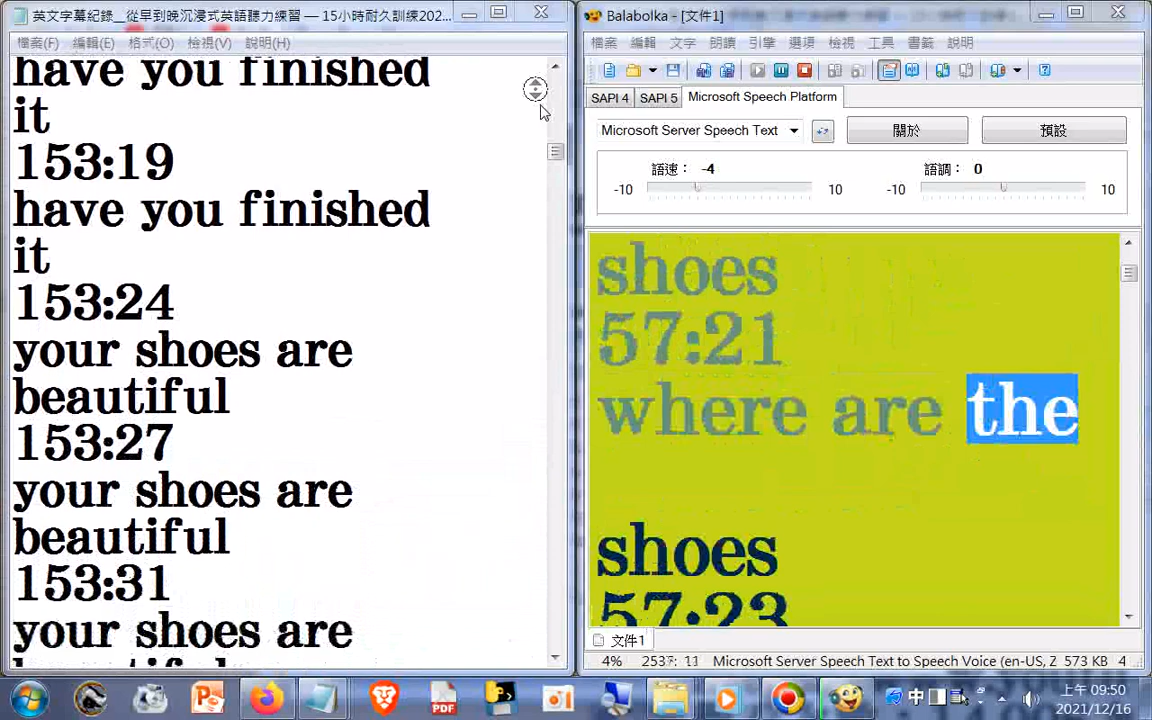 英文字幕紀錄__從早到晚沉浸式英語聽力練習 — 15小時耐久訓練202...
檔案(F) 編輯(E) 格式(O) 檢視(V) 說明(H)
have you finished
it
153:19
have you finished
it
153:24
your shoes are
beautiful
153:27
your shoes are
beautiful
153:31
your shoes are
beautiful
Balabolka - [文件1]
檔案 編輯 文字 朗讀 引擎 選項 檢視 工具 書籤 說明
SAPI 4 SAPI 5 Microsoft Speech Platform
Microsoft Server Speech Text 關於 預設
語速： -4 語調： 0
-10 10 -10 10
shoes
57:21
where are the
shoes
57:23
文件1
4% 2537: 11 Microsoft Server Speech Text to Speech Voice (en-US, Z 573 KB 4
PDF 中 上午 09:50
2021/12/16